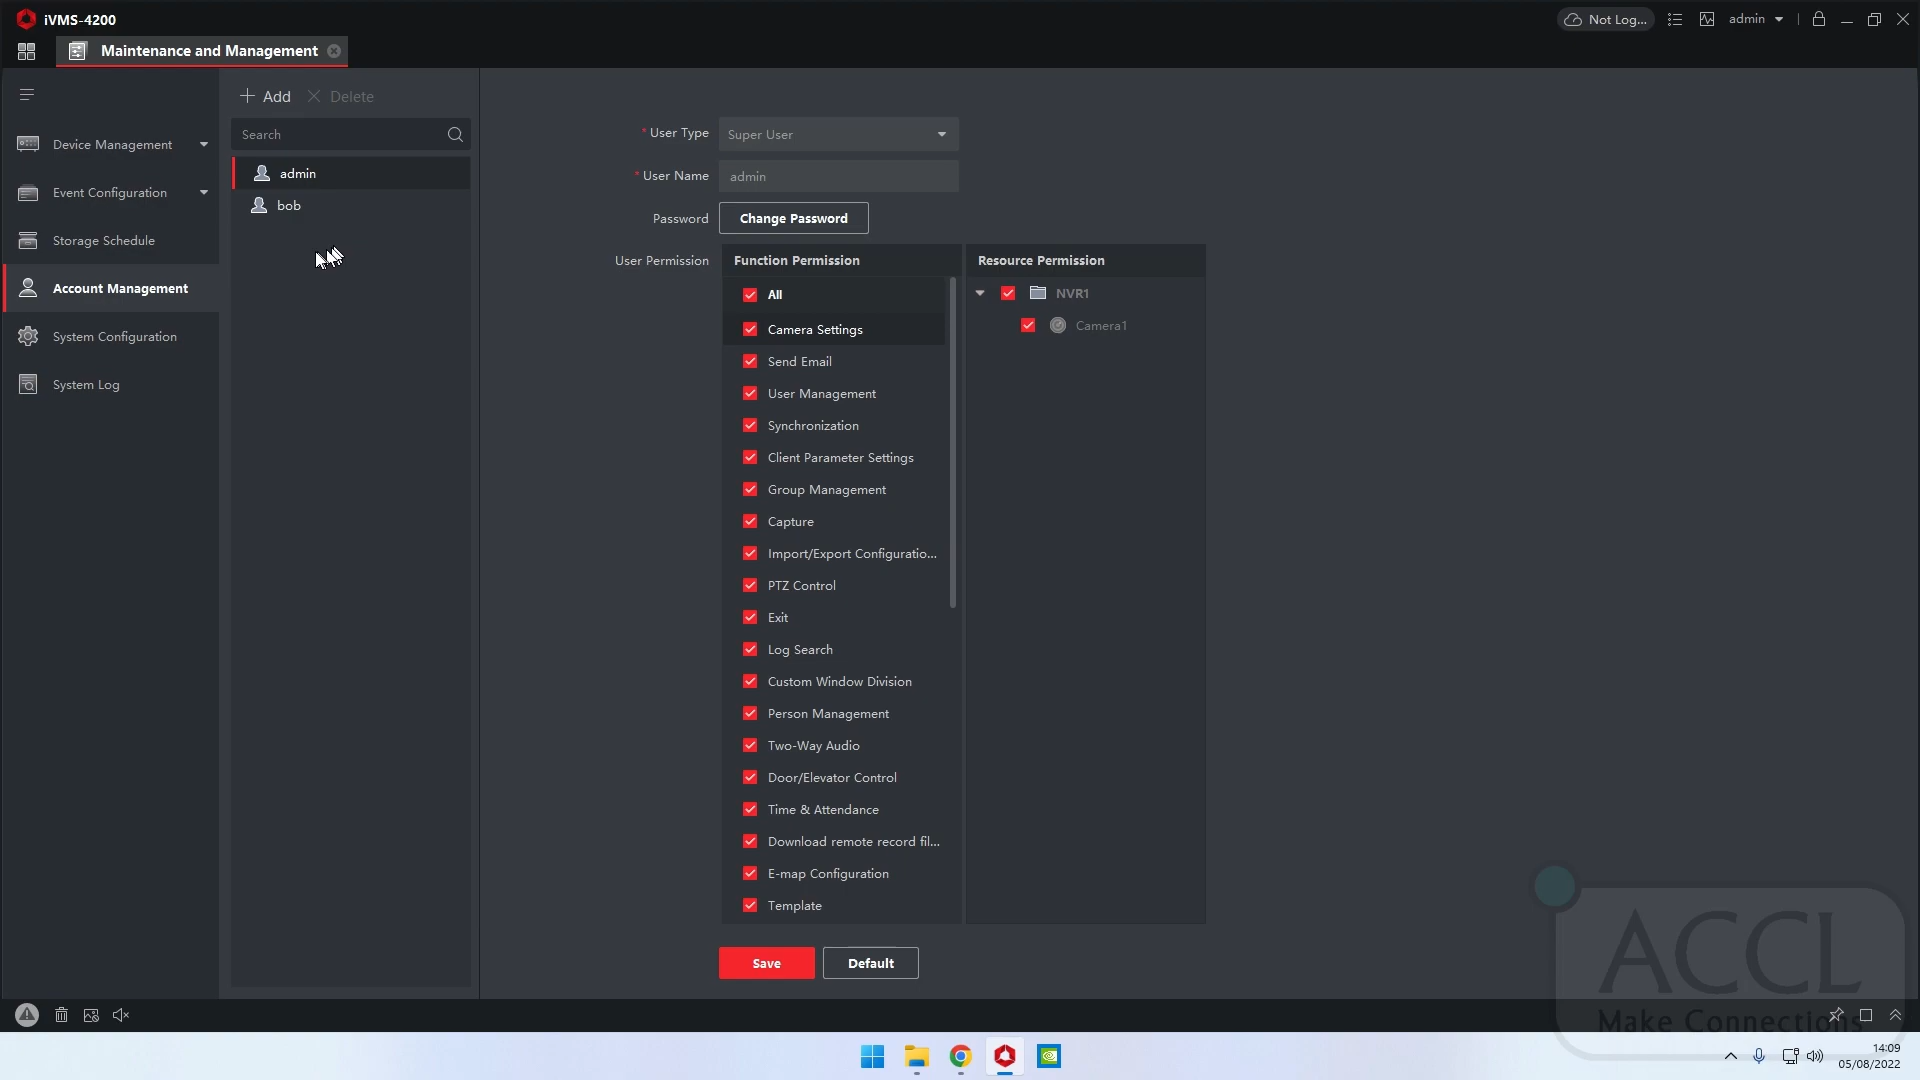 iVMS-4200
Not Log...
admin
Maintenance and Management
Add
Delete
Search
admin
bob
Device Management
Event Configuration
Storage Schedule
Account Management
System Configuration
System Log
* User Type
Super User
* User Name
admin
Password
Change Password
User Permission
Function Permission
Resource Permission
All
Camera Settings
Send Email
User Management
Synchronization
Client Parameter Settings
Group Management
Capture
Import/Export Configuratio...
PTZ Control
Exit
Log Search
Custom Window Division
Person Management
Two-Way Audio
Door/Elevator Control
Time & Attendance
Download remote record fil...
E-map Configuration
Template
NVR1
Camera1
Save
Default
ACCL
Make Connections
14:09
05/08/2022